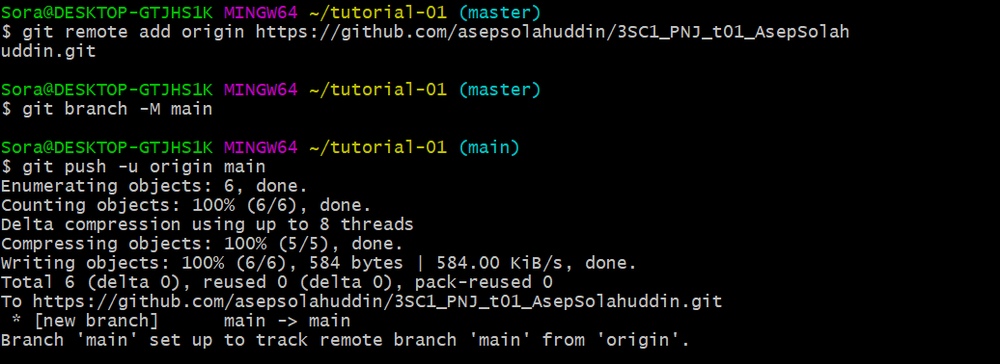 Sora@DESKTOP-GTJHS1K MINGW64 ~/tutorial-01 (master)
$ git remote add origin https://github.com/asepsolahuddin/3SC1_PNJ_t01_AsepSolah
uddin.git
Sora@DESKTOP-GTJHS1K MINGW64 ~/tutorial-01 (master)
$ git branch -M main
Sora@DESKTOP-GTJHS1K MINGW64 ~/tutorial-01 (main)
$ git push -u origin main
Enumerating objects: 6, done.
Counting objects: 100% (6/6), done.
Delta compression using up to 8 threads
Compressing objects: 100% (5/5), done.
Writing objects: 100% (6/6), 584 bytes | 584.00 KiB/s, done.
Total 6 (delta 0), reused 0 (delta 0), pack-reused 0
To https://github.com/asepsolahuddin/3SC1_PNJ_t01_AsepSolahuddin.git
 * [new branch]      main -> main
Branch 'main' set up to track remote branch 'main' from 'origin'.